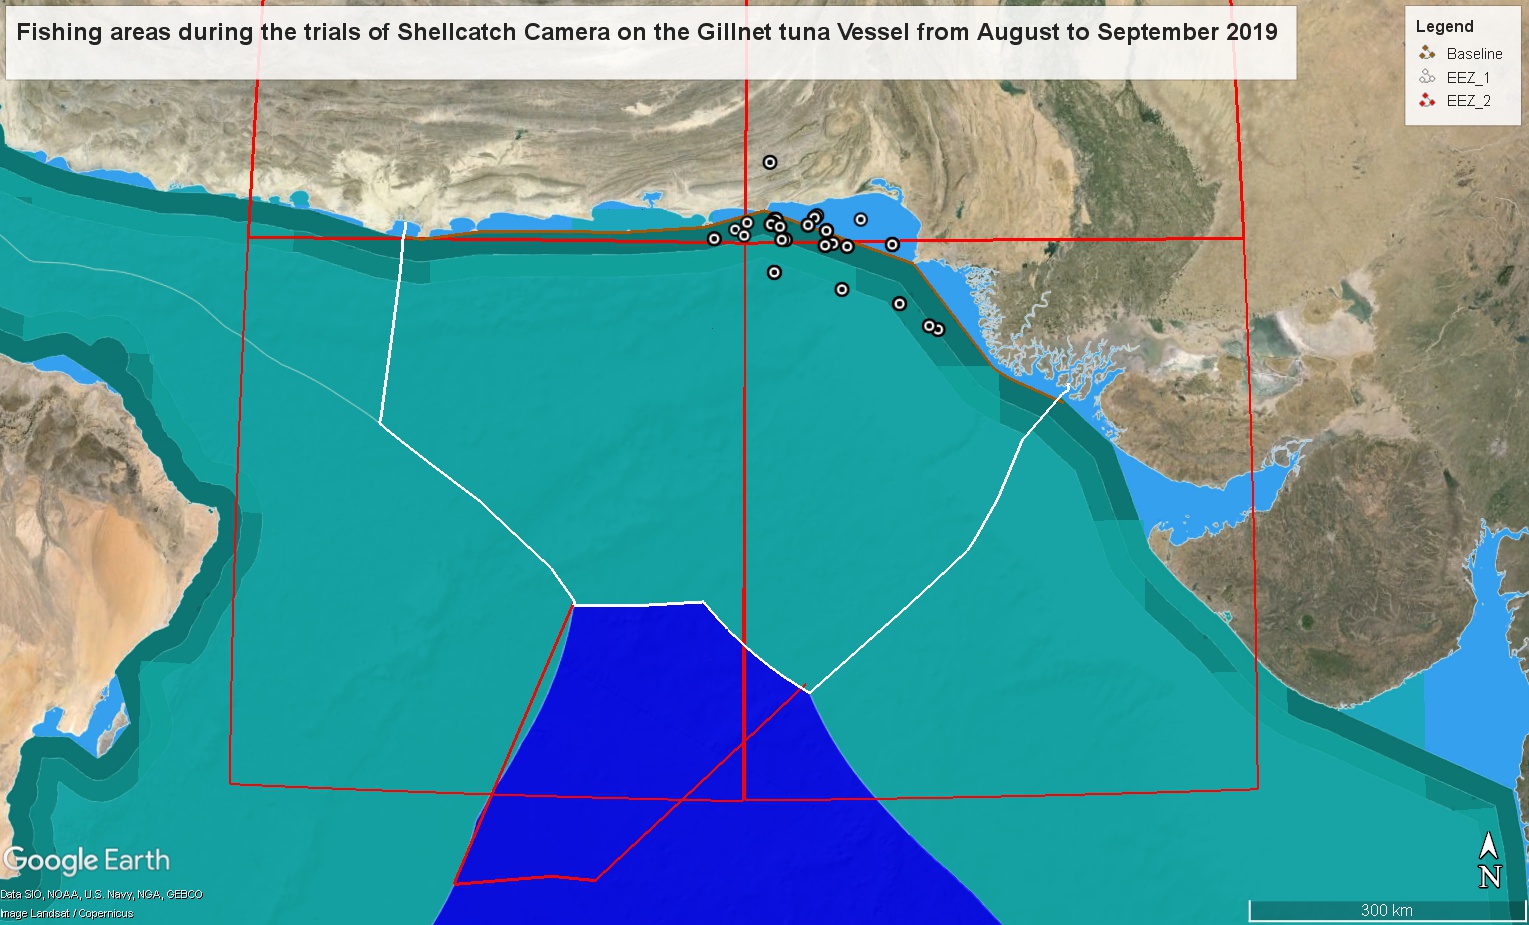 Fishing areas during the trials of Shellcatch Camera on the Gillnet tuna Vessel from August to September 2019
Legend
Baseline
EEZ_1
EEZ_2
Google Earth
Data SIO, NOAA, U.S. Navy, NGA, GEBCO
Image Landsat / Copernicus
N
300 km